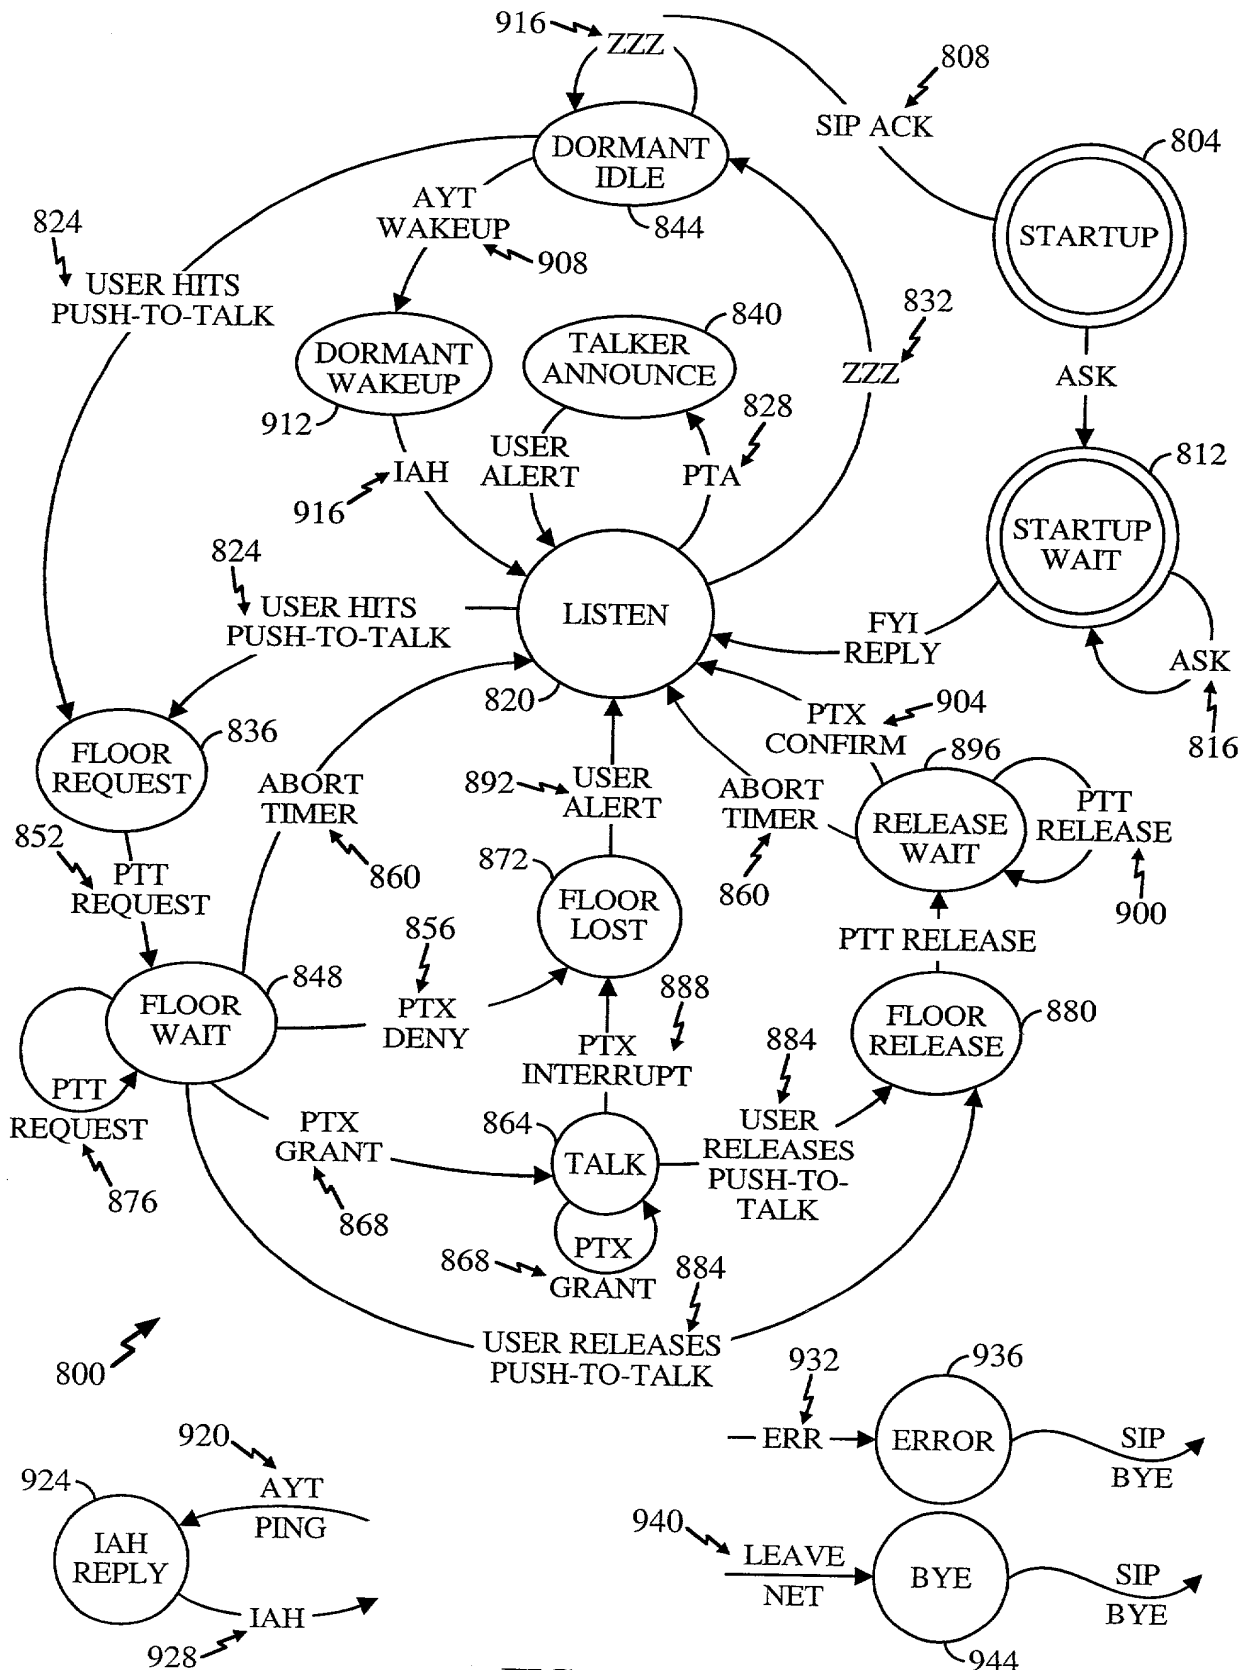 916
ZZZ
808
SIP ACK
804
STARTUP
DORMANT
IDLE
844
AYT
WAKEUP
908
824
USER HITS
PUSH-TO-TALK
832
ZZZ
ASK
840
TALKER
ANNOUNCE
DORMANT
WAKEUP
912
828
PTA
USER
ALERT
IAH
916
812
STARTUP
WAIT
824
USER HITS
PUSH-TO-TALK
LISTEN
820
FYI
REPLY
ASK
816
904
PTX
CONFIRM
836
FLOOR
REQUEST
ABORT
TIMER
860
892
USER
ALERT
ABORT
TIMER
860
896
RELEASE
WAIT
PTT
RELEASE
900
852
PTT
REQUEST
872
FLOOR
LOST
856
PTX
DENY
PTT RELEASE
848
FLOOR
WAIT
888
PTX
INTERRUPT
880
FLOOR
RELEASE
884
USER
RELEASES
PUSH-TO-
TALK
PTT
REQUEST
876
PTX
GRANT
868
864
TALK
PTX
GRANT
868
884
USER RELEASES
PUSH-TO-TALK
800
932
ERR
936
ERROR
SIP
BYE
920
AYT
PING
924
IAH
REPLY
IAH
928
940
LEAVE
NET
BYE
944
SIP
BYE